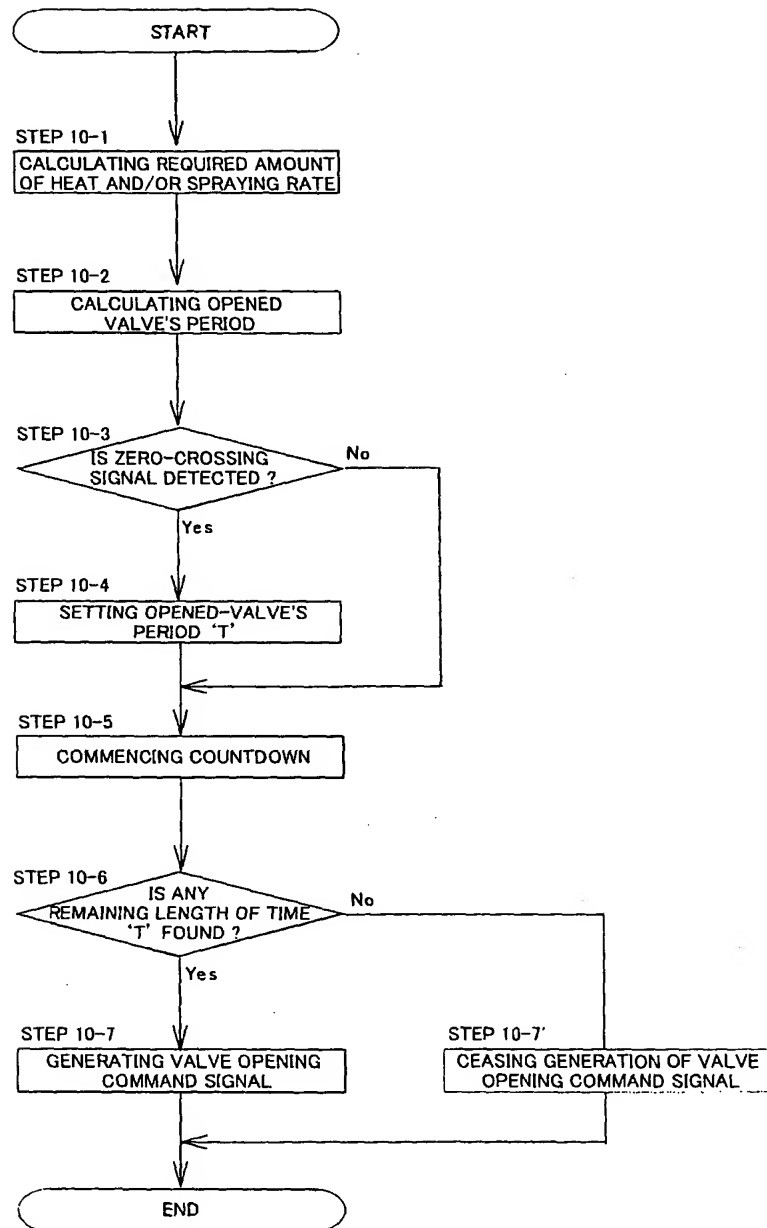 START
STEP 10-1
CALCULATING REQUIRED AMOUNT
OF HEAT AND/OR SPRAYING RATE
STEP 10-2
CALCULATING OPENED
VALVE'S PERIOD
STEP 10-3
IS ZERO-CROSSING
SIGNAL DETECTED ?
No
Yes
STEP 10-4
SETTING OPENED-VALVE'S
PERIOD ‘T’
STEP 10-5
COMMENCING COUNTDOWN
STEP 10-6
IS ANY
REMAINING LENGTH OF TIME
‘T’ FOUND ?
No
Yes
STEP 10-7
GENERATING VALVE OPENING
COMMAND SIGNAL
STEP 10-7'
CEASING GENERATION OF VALVE
OPENING COMMAND SIGNAL
END